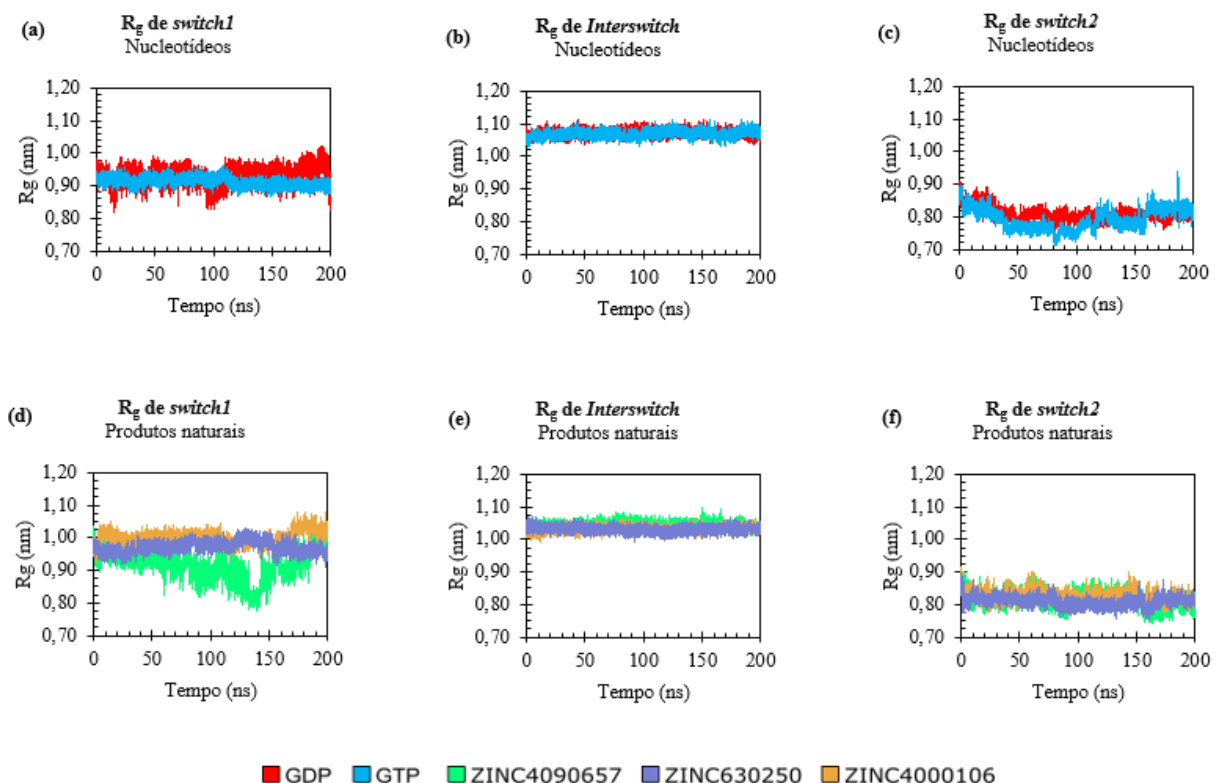 (a)
R_g de switch1
Nucleotídeos
1,20
1,10
1,00
0,90
0,80
0,70
Rg (nm)
0 50 100 150 200
Tempo (ns)
(b)
R_g de Interswitch
Nucleotídeos
1,20
1,10
1,00
0,90
0,80
0,70
Rg (nm)
0 50 100 150 200
Tempo (ns)
(c)
R_g de switch2
Nucleotídeos
1,20
1,10
1,00
0,90
0,80
0,70
Rg (nm)
0 50 100 150 200
Tempo (ns)
(d)
R_g de switch1
Produtos naturais
1,20
1,10
1,00
0,90
0,80
0,70
Rg (nm)
0 50 100 150 200
Tempo (ns)
(e)
R_g de Interswitch
Produtos naturais
1,20
1,10
1,00
0,90
0,80
0,70
Rg (nm)
0 50 100 150 200
Tempo (ns)
(f)
R_g de switch2
Produtos naturais
1,20
1,10
1,00
0,90
0,80
0,70
Rg (nm)
0 50 100 150 200
Tempo (ns)
GDP GTP ZINC4090657 ZINC630250 ZINC4000106